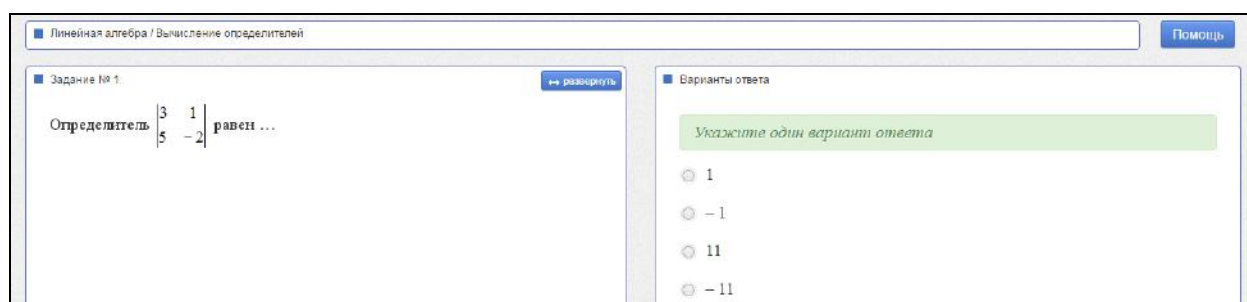 Линейная алгебра / Вычисление определителей
Помощь
Задание № 1:
развернуть
Определитель |3 1| равен ...
|5 – 2|
Варианты ответа
Укажите один вариант ответа
1
– 1
11
– 11